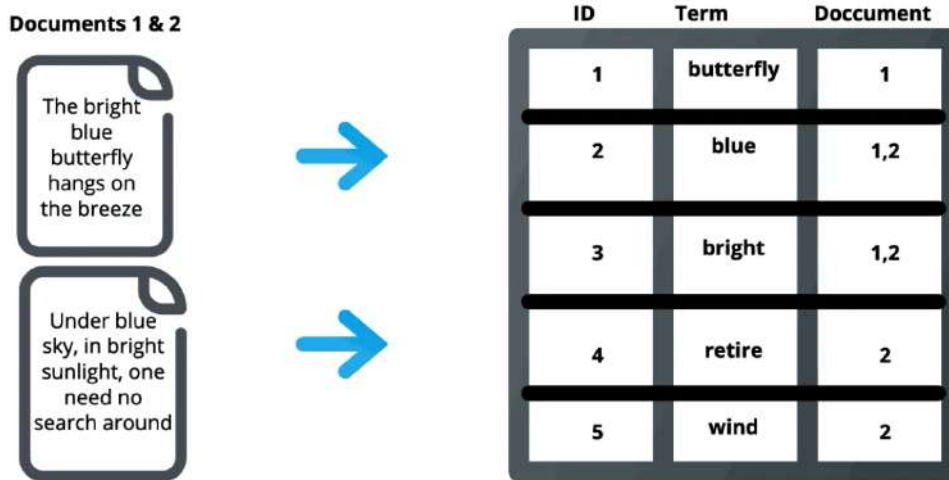 Documents 1 & 2
The bright
blue
butterfly
hangs on
the breeze
Under blue
sky, in bright
sunlight, one
need no
search around
ID Term Doccument
1 butterfly 1
2 blue 1,2
3 bright 1,2
4 retire 2
5 wind 2